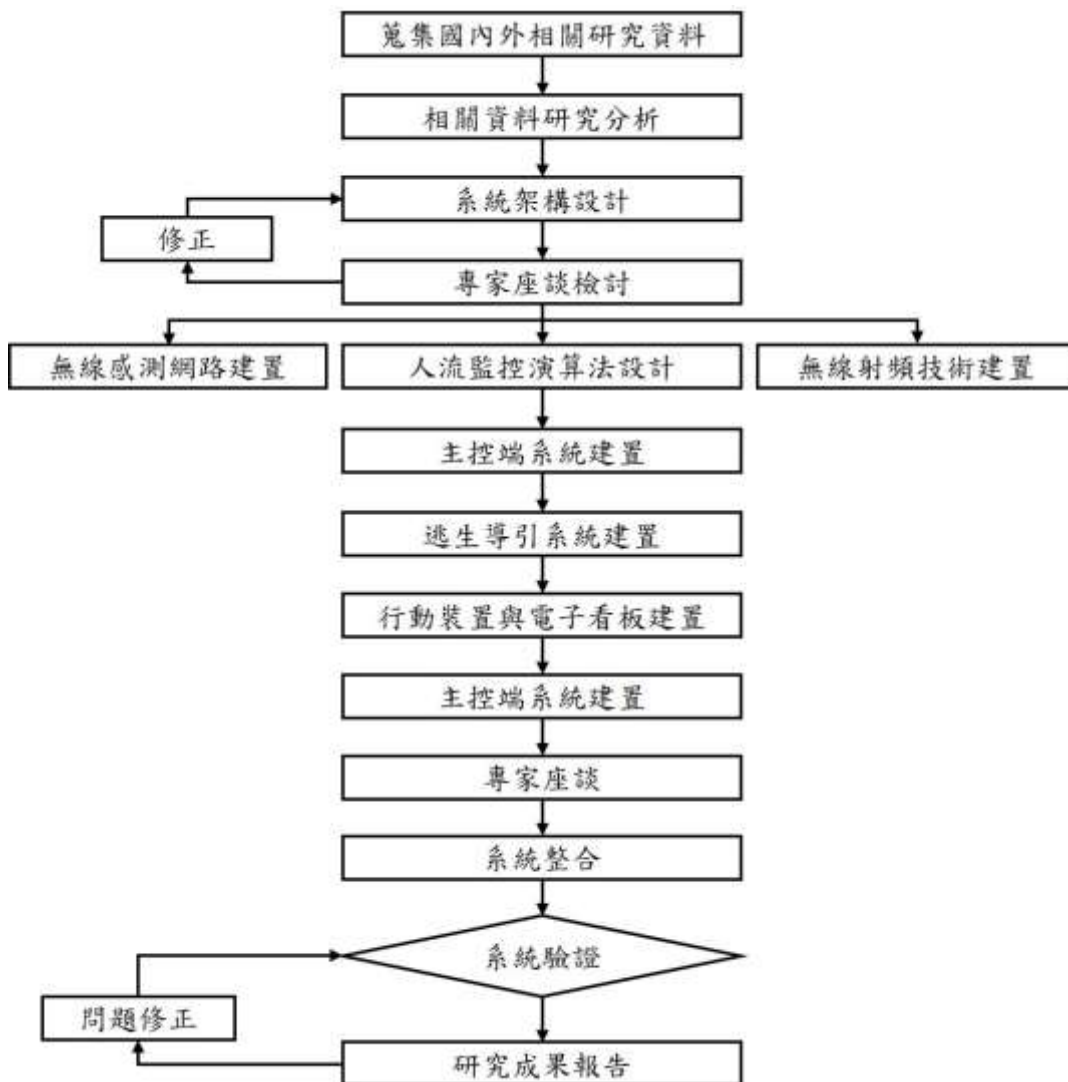 蒐集國內外相關研究資料
相關資料研究分析
系統架構設計
修正
專家座談檢討
無線感測網路建置
人流監控演算法設計
無線射頻技術建置
主控端系統建置
逃生導引系統建置
行動裝置與電子看板建置
主控端系統建置
專家座談
系統整合
系統驗證
問題修正
研究成果報告